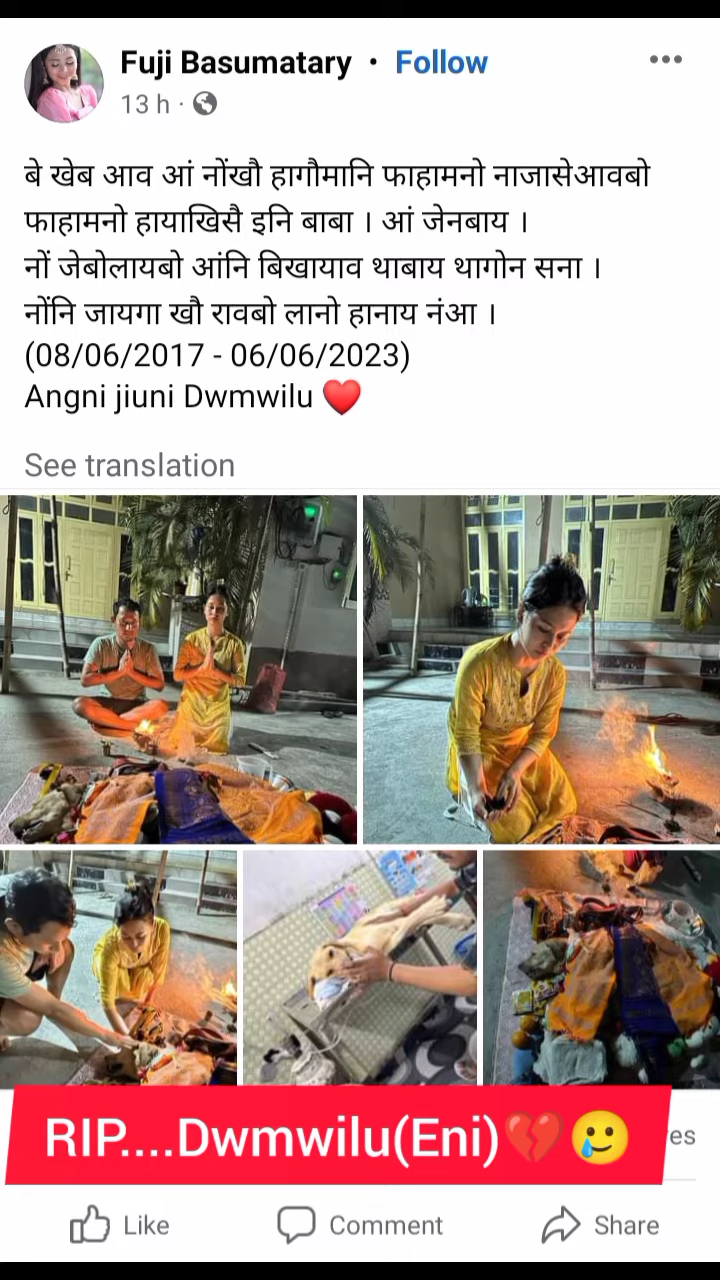 Fuji Basumatary • Follow
13 h ·
बे खेब आव आं नोंखौ हागौमानि फाहामनो नाजासेआवबो
फाहामनो हायाखिसै इनि बाबा । आं जेनबाय ।
नों जेबोलायबो आंनि बिखायाव थाबाय थागोन सना ।
नोंनि जायगा खौ रावबो लानो हानाय नंआ ।
(08/06/2017 - 06/06/2023)
Angni jiuni Dwmwilu ❤️
See translation
RIP....Dwmwilu(Eni)💔🥲
es
Like Comment Share